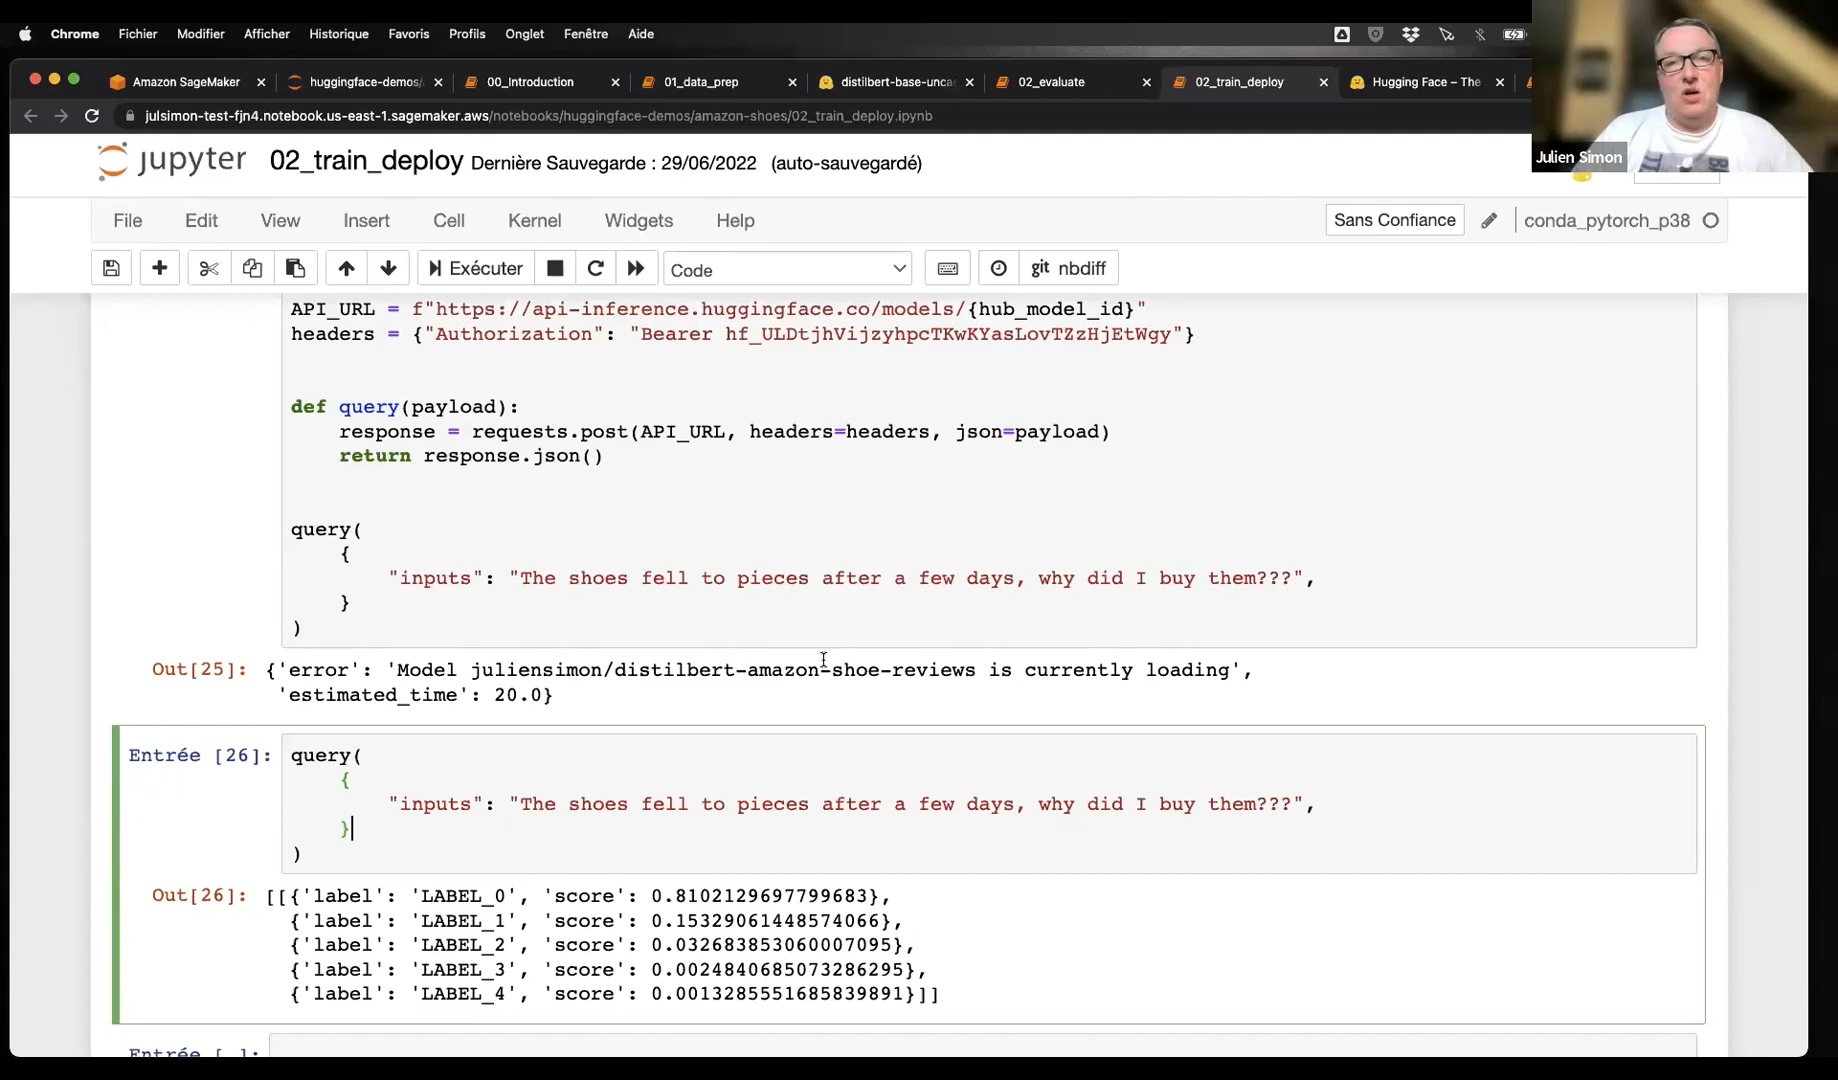 Chrome Fichier Modifier Afficher Historique Favoris Profils Onglet Fenêtre Aide
Amazon SageMaker huggingface-demos/ 00_Introduction 01_data_prep distilbert-base-unca 02_evaluate 02_train_deploy Hugging Face – The
julsimon-test-fjn4.notebook.us-east-1.sagemaker.aws/notebooks/huggingface-demos/amazon-shoes/02_train_deploy.ipynb
Julien Simon
jupyter 02_train_deploy Dernière Sauvegarde : 29/06/2022 (auto-sauvegardé)
File Edit View Insert Cell Kernel Widgets Help Sans Confiance conda_pytorch_p38
Exécuter Code git nbdiff
API_URL = f"https://api-inference.huggingface.co/models/{hub_model_id}"
headers = {"Authorization": "Bearer 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"}
def query(payload):
response = requests.post(API_URL, headers=headers, json=payload)
return response.json()
query(
{
"inputs": "The shoes fell to pieces after a few days, why did I buy them???",
}
)
Out[25]: {'error': 'Model juliensimon/distilbert-amazon-shoe-reviews is currently loading',
'estimated_time': 20.0}
Entrée [26]: query(
{
"inputs": "The shoes fell to pieces after a few days, why did I buy them???",
}
)
Out[26]: [[{'label': 'LABEL_0', 'score': 0.8102129697799683},
{'label': 'LABEL_1', 'score': 0.15329061448574066},
{'label': 'LABEL_2', 'score': 0.032683853060007095},
{'label': 'LABEL_3', 'score': 0.0024840685073286295},
{'label': 'LABEL_4', 'score': 0.0013285551685839891}]]
Entrée [ ]: